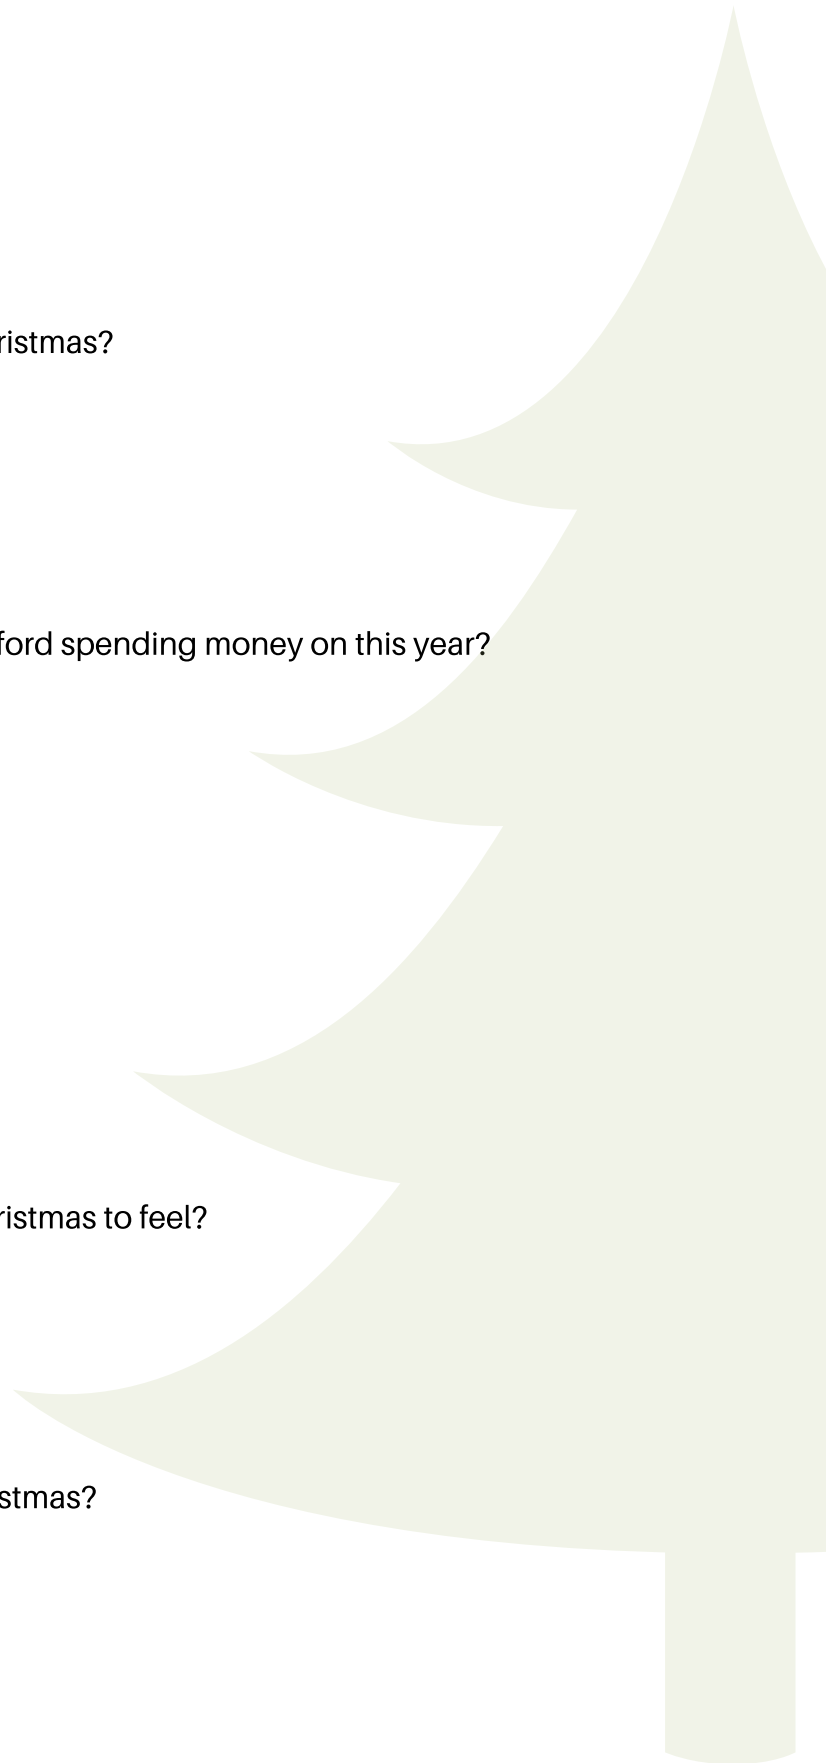 ristmas?
ford spending money on this year?
ristmas to feel?
stmas?